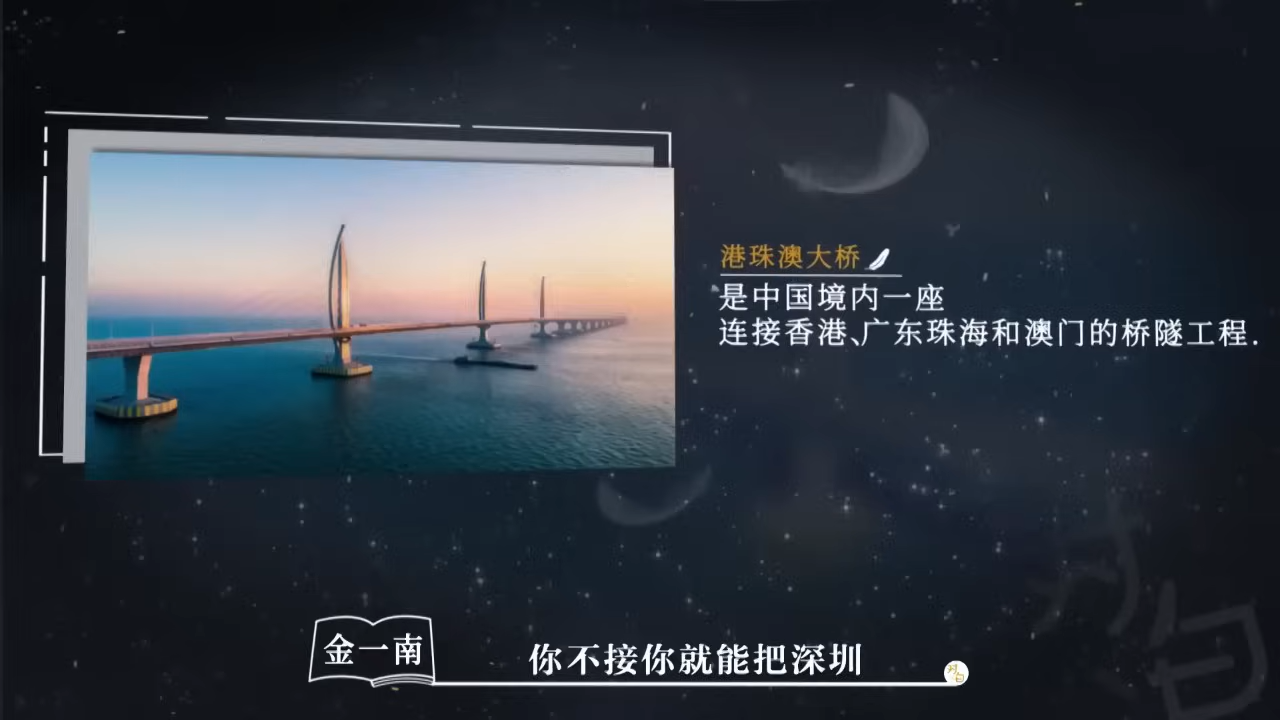 港珠澳大桥
是中国境内一座
连接香港、广东珠海和澳门的桥隧工程.
金一南
你不接你就能把深圳
对白